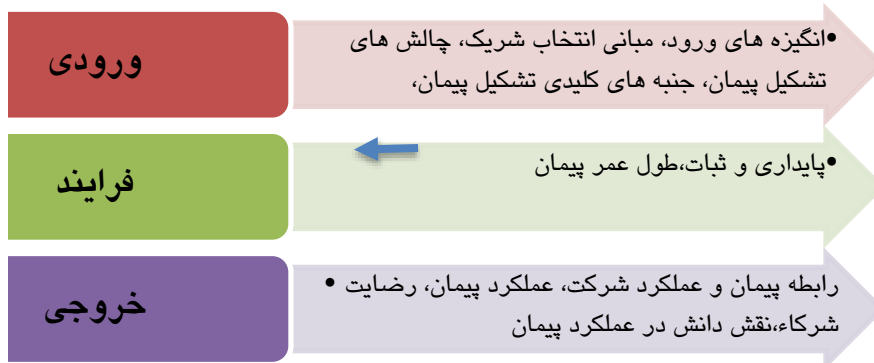 ورودی
•انگیزه های ورود، مبانی انتخاب شریک، چالش های
تشکیل پیمان، جنبه های کلیدی تشکیل پیمان،
فرایند
•پایداری و ثبات،طول عمر پیمان
خروجی
• رابطه پیمان و عملکرد شرکت، عملکرد پیمان، رضایت
شرکاء،نقش دانش در عملکرد پیمان